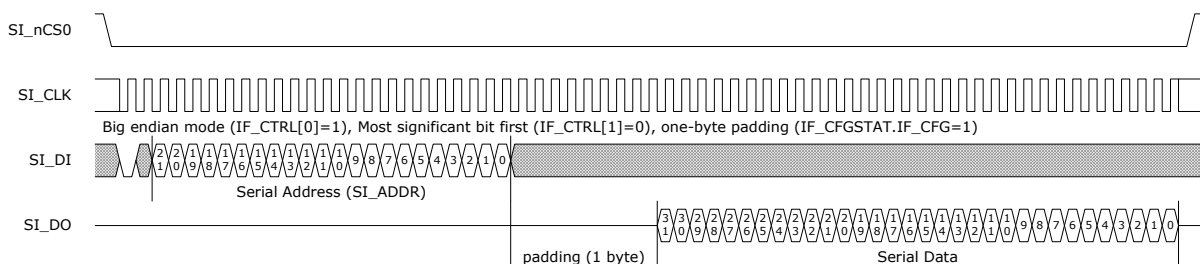 SI_nCS0
SI_CLK
Big endian mode (IF_CTRL[0]=1), Most significant bit first (IF_CTRL[1]=0), one-byte padding (IF_CFGSTAT.IF_CFG=1)
SI_DI 21 20 19 18 17 16 15 14 13 12 11 10 9 8 7 6 5 4 3 2 1 0
Serial Address (SI_ADDR)
SI_DO 31 30 29 28 27 26 25 24 23 22 21 20 19 18 17 16 15 14 13 12 11 10 9 8 7 6 5 4 3 2 1 0
padding (1 byte) Serial Data